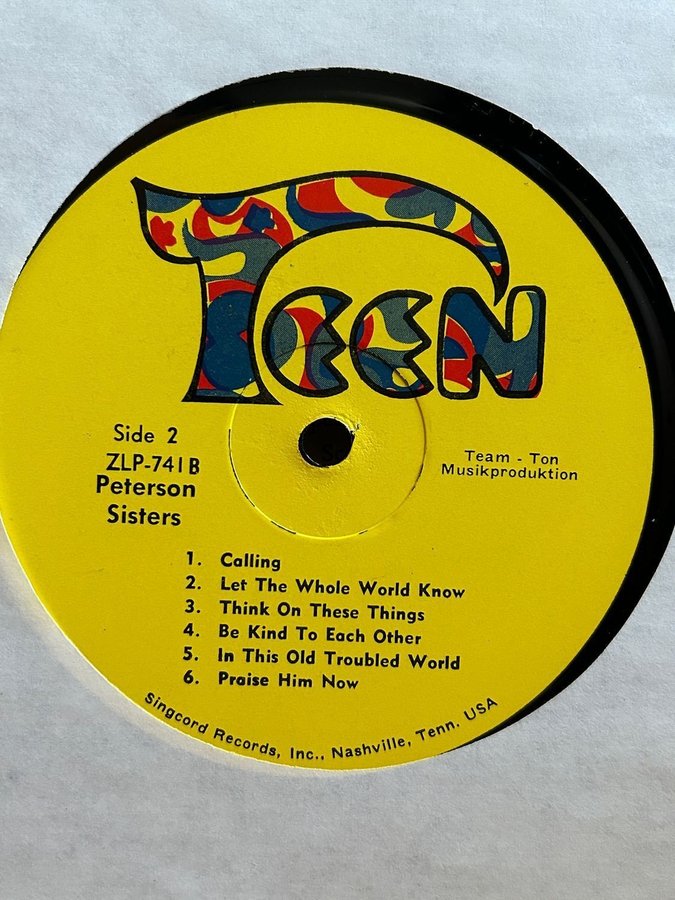 Teen
Side 2
ZLP-741B
Peterson
Sisters
Team - Ton
Musikproduktion
1. Calling
2. Let The Whole World Know
3. Think On These Things
4. Be Kind To Each Other
5. In This Old Troubled World
6. Praise Him Now
Singcord Records, Inc., Nashville, Tenn. USA